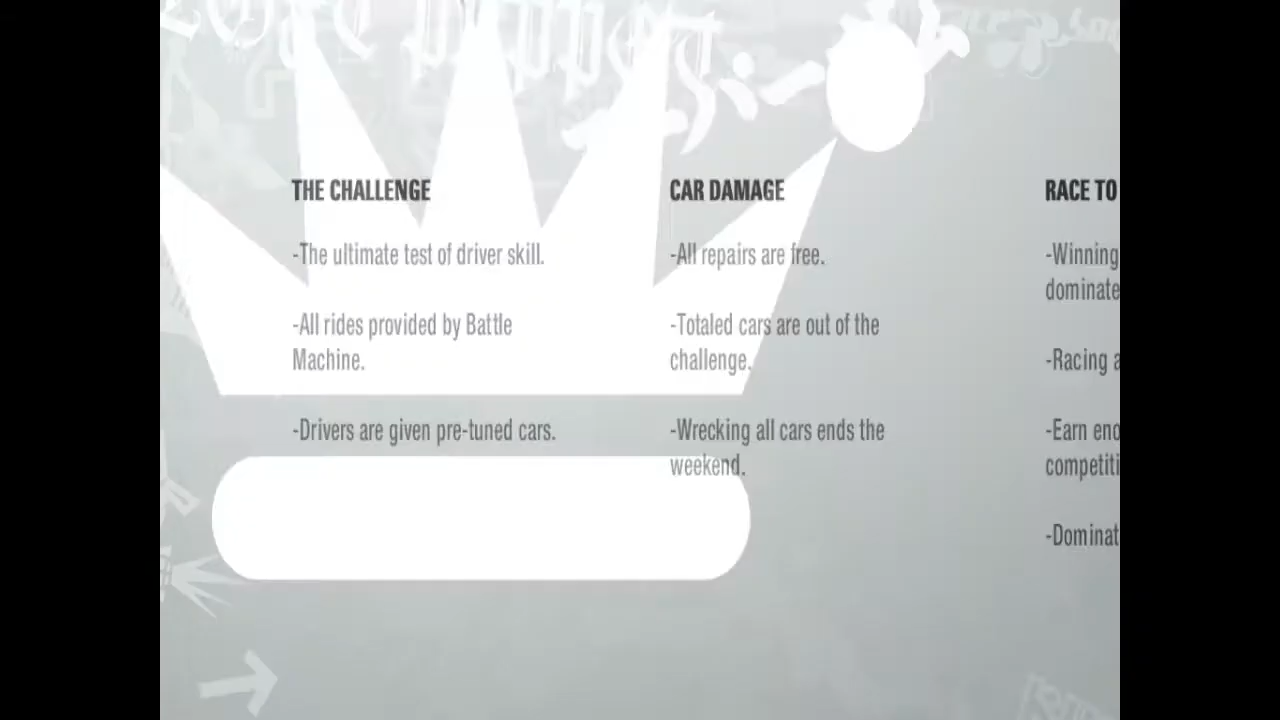 THE CHALLENGE
-The ultimate test of driver skill.
-All rides provided by Battle
Machine.
-Drivers are given pre-tuned cars.
CAR DAMAGE
-All repairs are free.
-Totaled cars are out of the
challenge.
-Wrecking all cars ends the
weekend.
RACE TO
-Winning
dominate
-Racing a
-Earn eno
competiti
-Dominat